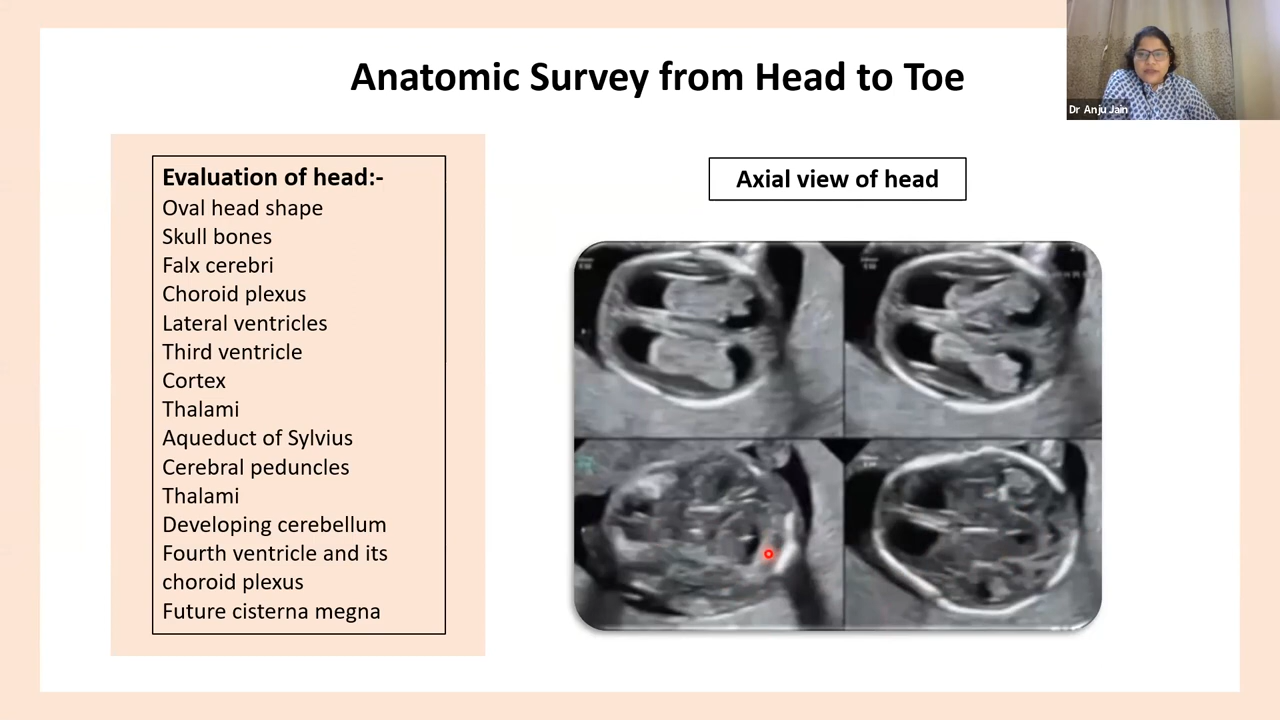 Anatomic Survey from Head to Toe
Dr Anju Jain
Evaluation of head:-
Oval head shape
Skull bones
Falx cerebri
Choroid plexus
Lateral ventricles
Third ventricle
Cortex
Thalami
Aqueduct of Sylvius
Cerebral peduncles
Thalami
Developing cerebellum
Fourth ventricle and its
choroid plexus
Future cisterna megna
Axial view of head